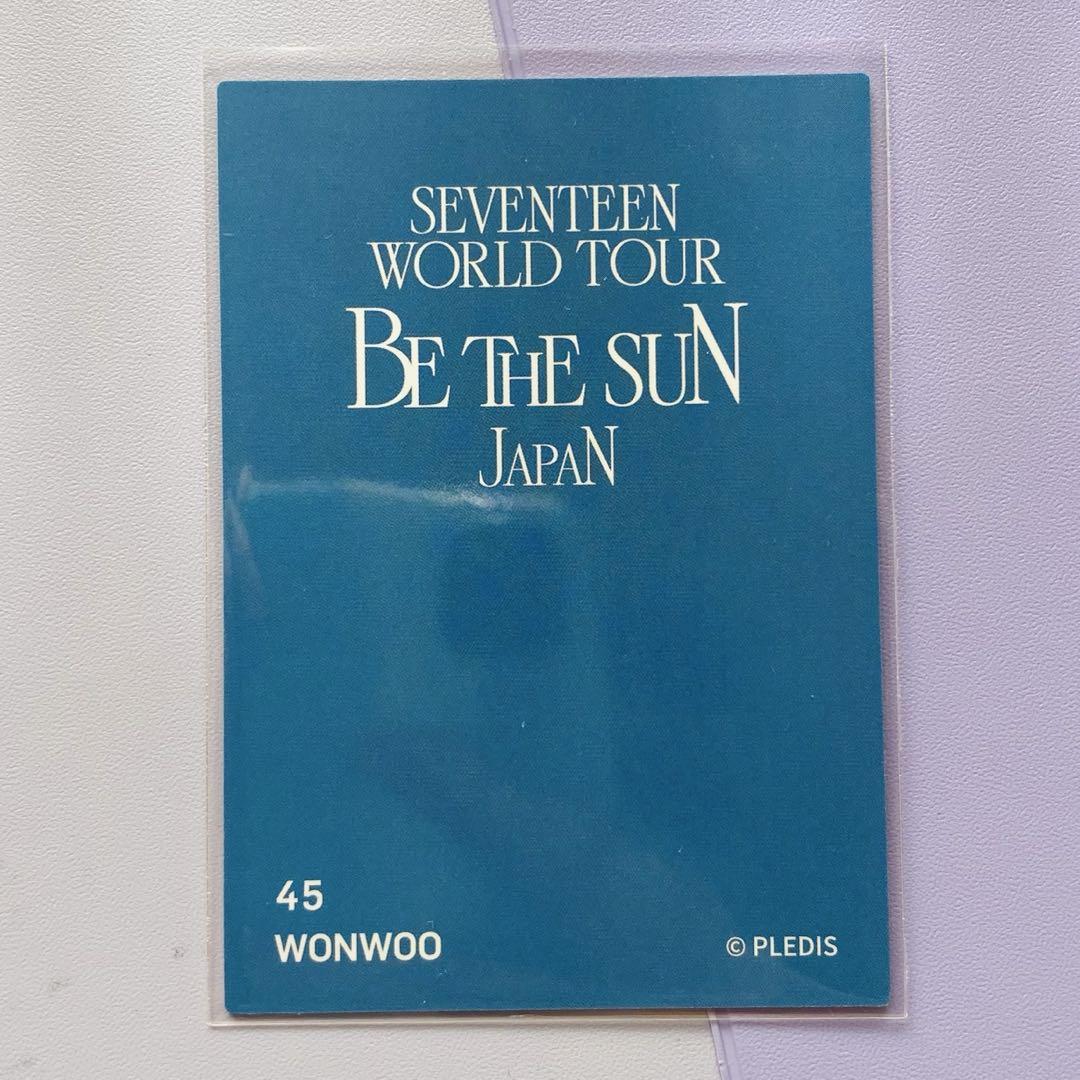 SEVENTEEN
WORLD TOUR
BE THE SUN
JAPAN
45
WONWOO
© PLEDIS